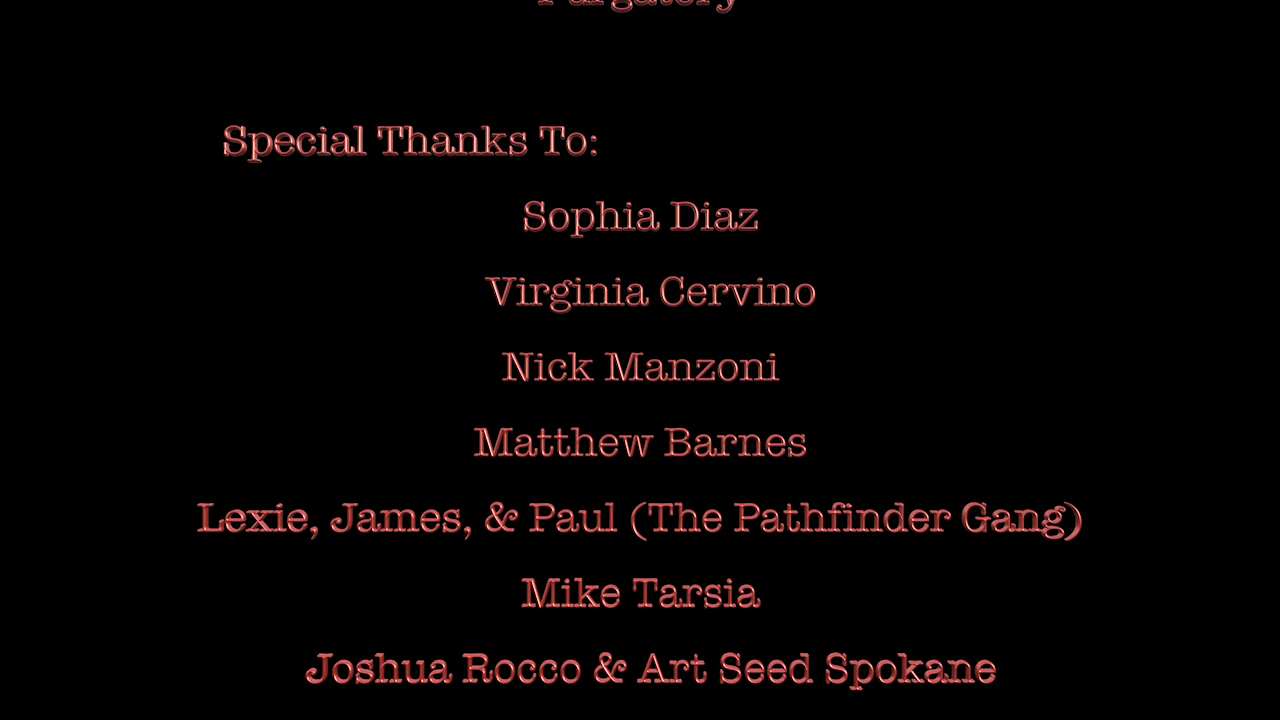 Purgatory
Special Thanks To:
Sophia Diaz
Virginia Cervino
Nick Manzoni
Matthew Barnes
Lexie, James, & Paul (The Pathfinder Gang)
Mike Tarsia
Joshua Rocco & Art Seed Spokane